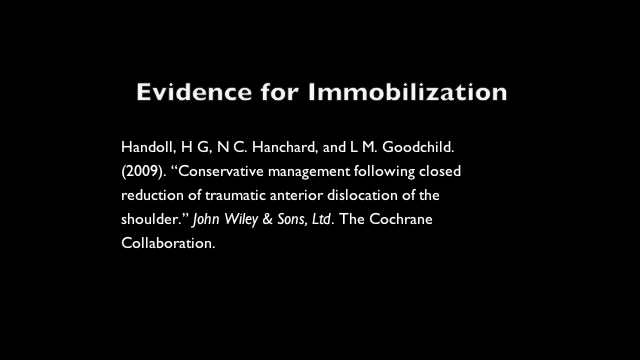 Evidence for Immobilization
Handoll, H G, N C. Hanchard, and L M. Goodchild.
(2009). “Conservative management following closed
reduction of traumatic anterior dislocation of the
shoulder.” John Wiley & Sons, Ltd. The Cochrane
Collaboration.